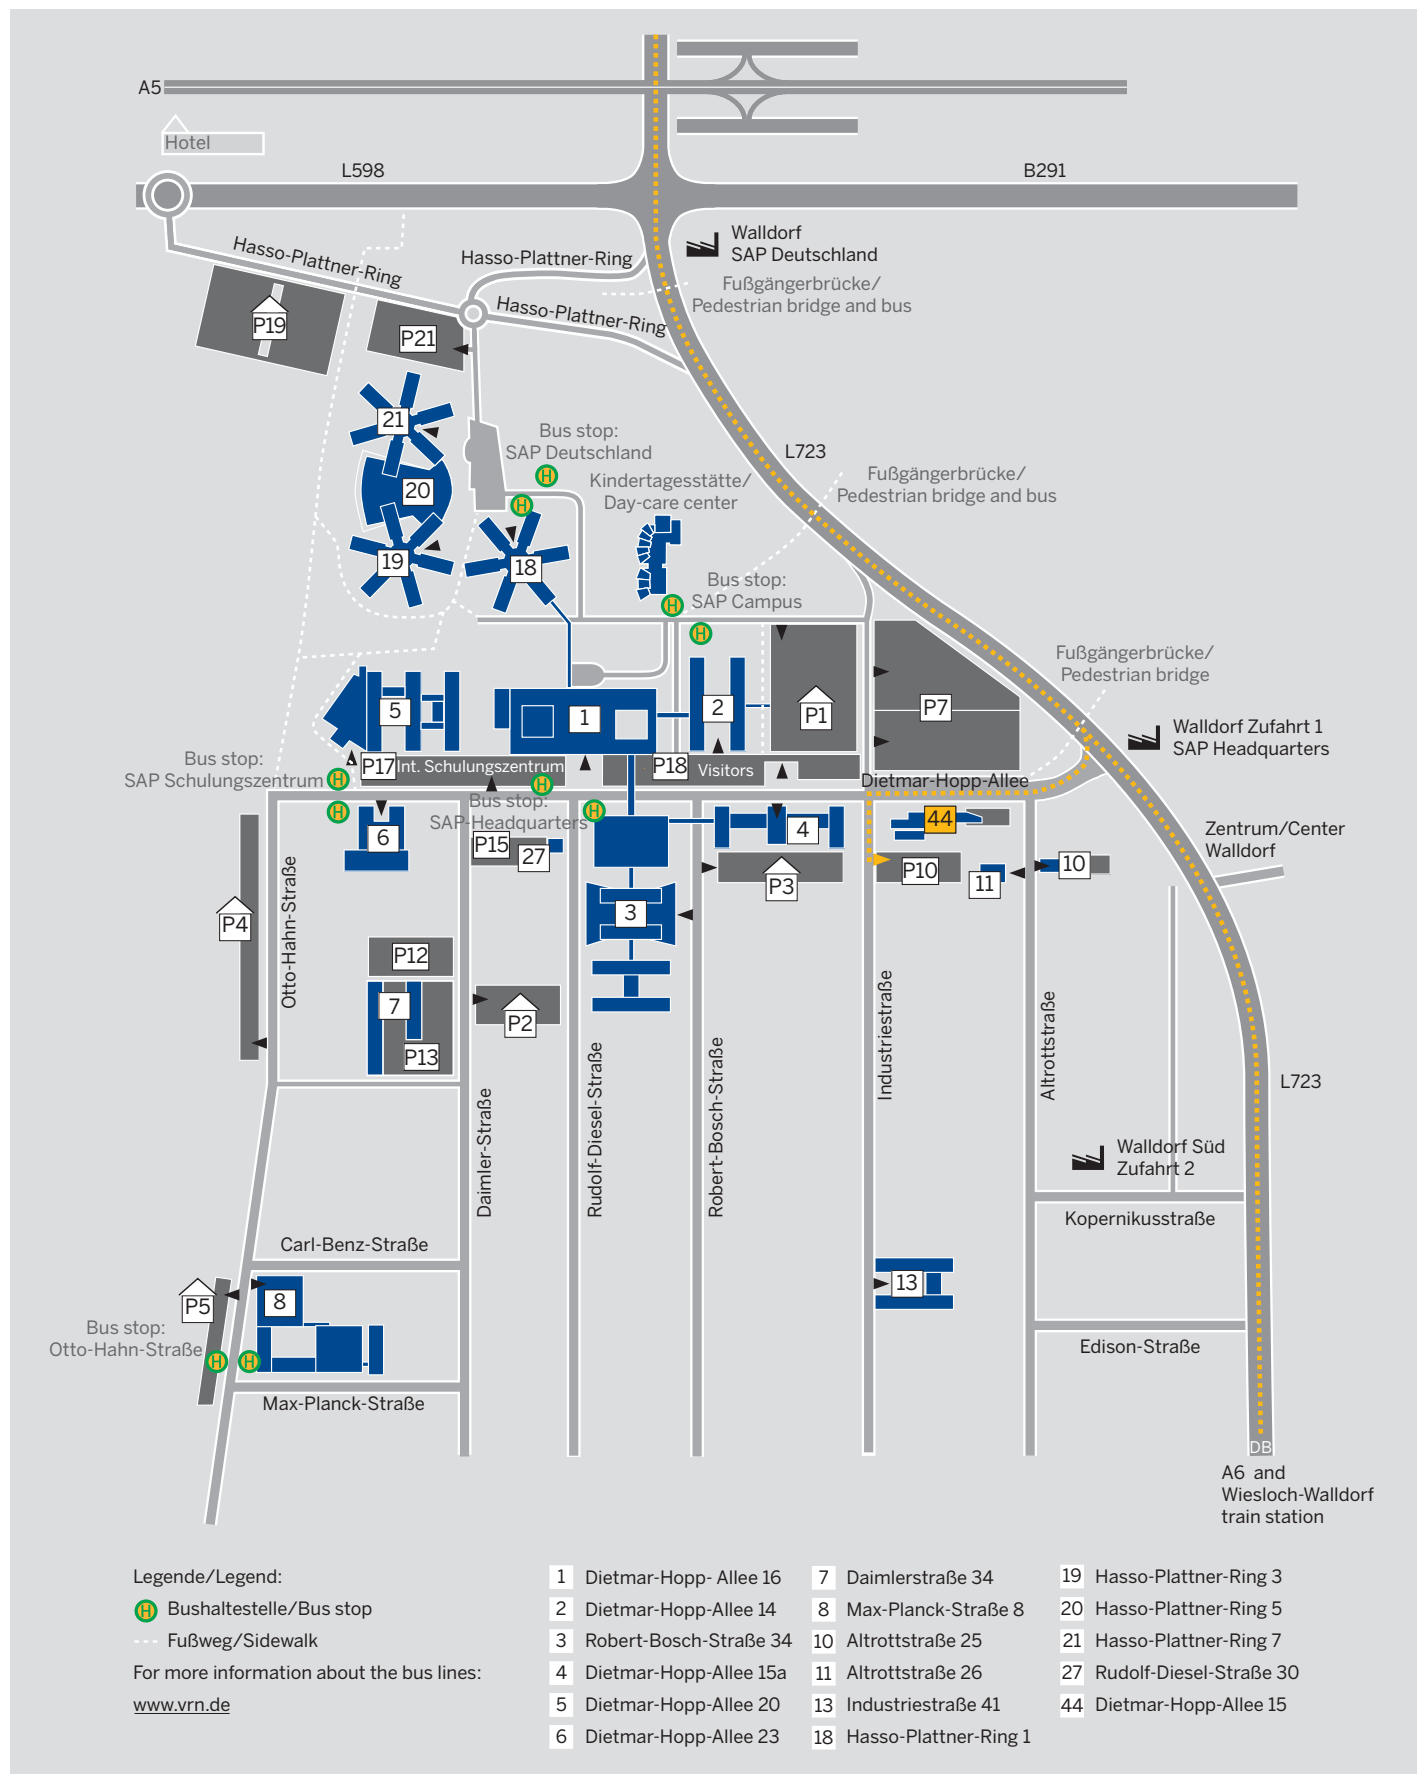 A5
Hotel
L598
B291
Walldorf
SAP Deutschland
Hasso-Plattner-Ring
Hasso-Plattner-Ring
Fußgängerbrücke/
Pedestrian bridge and bus
Hasso-Plattner-Ring
P19
P21
21
Bus stop:
SAP Deutschland
L723
Kindertagesstätte/
Day-care center
Fußgängerbrücke/
Pedestrian bridge and bus
20
H
H
19
18
Bus stop:
SAP Campus
H
H
Fußgängerbrücke/
Pedestrian bridge
5
1
2
P1
P7
Walldorf Zufahrt 1
SAP Headquarters
Bus stop:
SAP Schulungszentrum
H
P17
Int. Schulungszentrum
P18
Visitors
Dietmar-Hopp-Allee
H
H
Bus stop:
SAP-Headquarters
H
6
P15
27
4
44
Zentrum/Center
Walldorf
P3
P10
11
10
Otto-Hahn-Straße
P4
3
P12
7
P2
P13
Industriestraße
Altrottstraße
L723
Daimler-Straße
Rudolf-Diesel-Straße
Robert-Bosch-Straße
Walldorf Süd
Zufahrt 2
Kopernikusstraße
Carl-Benz-Straße
13
P5
8
Bus stop:
Otto-Hahn-Straße
H
H
Edison-Straße
Max-Planck-Straße
DB
A6 and
Wiesloch-Walldorf
train station
Legende/Legend:
H Bushaltestelle/Bus stop
Fußweg/Sidewalk
For more information about the bus lines:
www.vrn.de
1 Dietmar-Hopp- Allee 16
2 Dietmar-Hopp-Allee 14
3 Robert-Bosch-Straße 34
4 Dietmar-Hopp-Allee 15a
5 Dietmar-Hopp-Allee 20
6 Dietmar-Hopp-Allee 23
7 Daimlerstraße 34
8 Max-Planck-Straße 8
10 Altrottstraße 25
11 Altrottstraße 26
13 Industriestraße 41
18 Hasso-Plattner-Ring 1
19 Hasso-Plattner-Ring 3
20 Hasso-Plattner-Ring 5
21 Hasso-Plattner-Ring 7
27 Rudolf-Diesel-Straße 30
44 Dietmar-Hopp-Allee 15